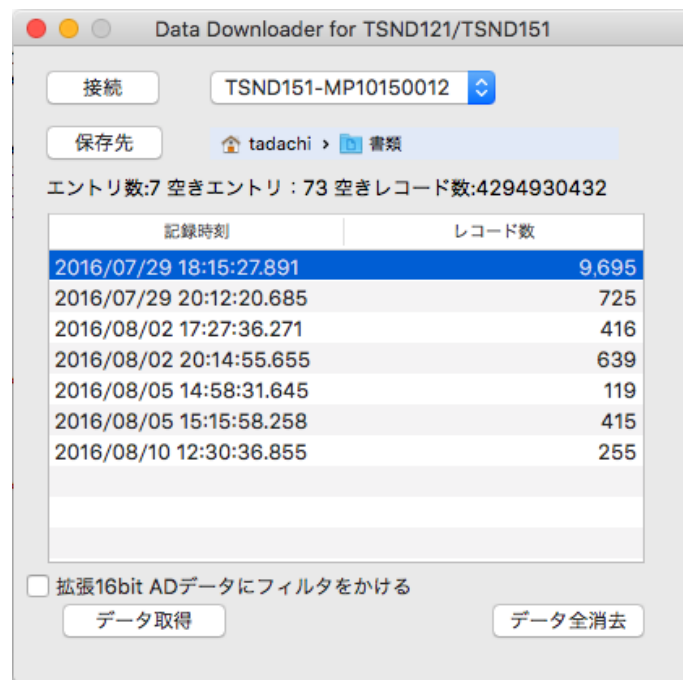 Data Downloader for TSND121/TSND151
接続 TSND151-MP10150012
保存先 tadachi › 書類
エントリ数:7 空きエントリ：73 空きレコード数:4294930432
記録時刻 レコード数
2016/07/29 18:15:27.891 9,695
2016/07/29 20:12:20.685 725
2016/08/02 17:27:36.271 416
2016/08/02 20:14:55.655 639
2016/08/05 14:58:31.645 119
2016/08/05 15:15:58.258 415
2016/08/10 12:30:36.855 255
拡張16bit ADデータにフィルタをかける
データ取得 データ全消去